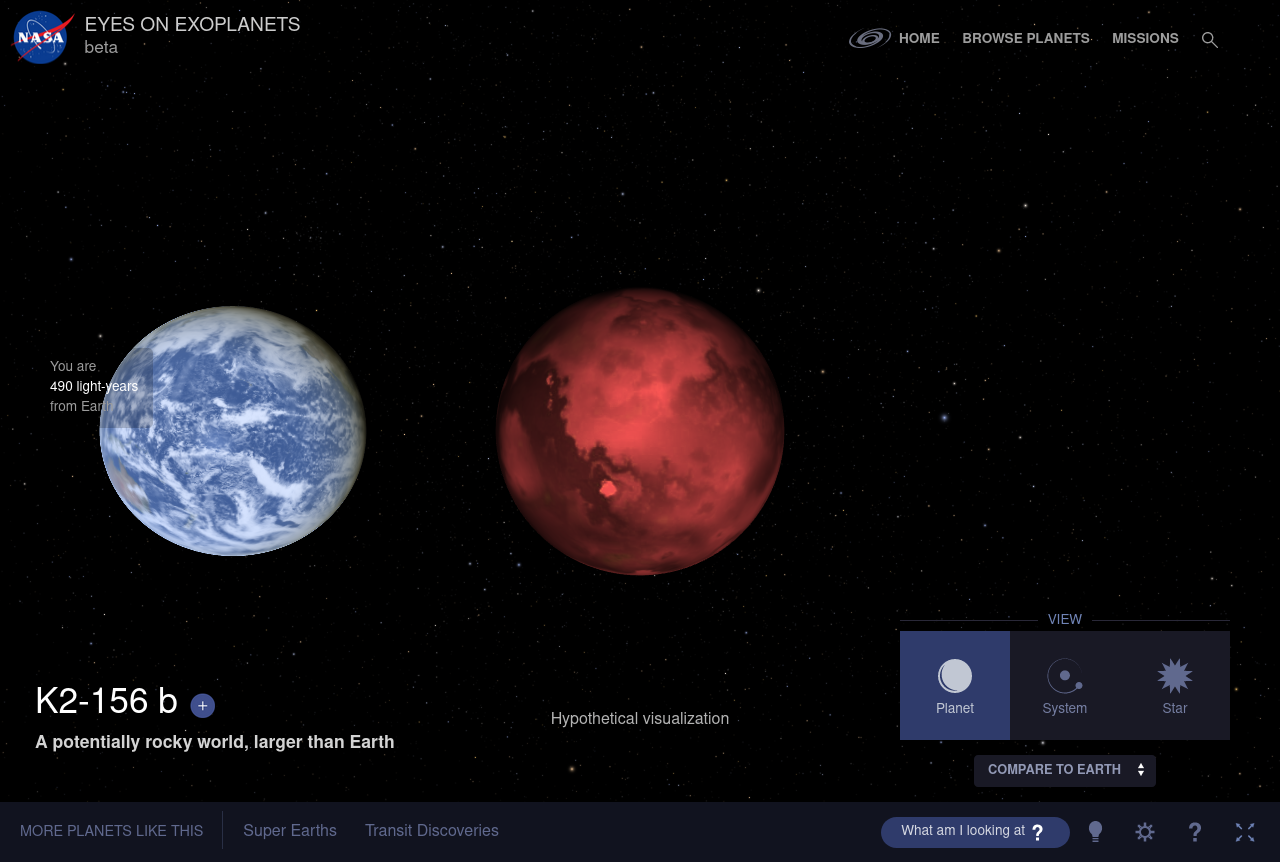 NASA
EYES ON EXOPLANETS
beta
HOME
BROWSE PLANETS
MISSIONS
You are
490 light-years
from Earth
K2-156 b +
A potentially rocky world, larger than Earth
Hypothetical visualization
VIEW
Planet
System
Star
COMPARE TO EARTH
MORE PLANETS LIKE THIS
Super Earths
Transit Discoveries
What am I looking at ?
?